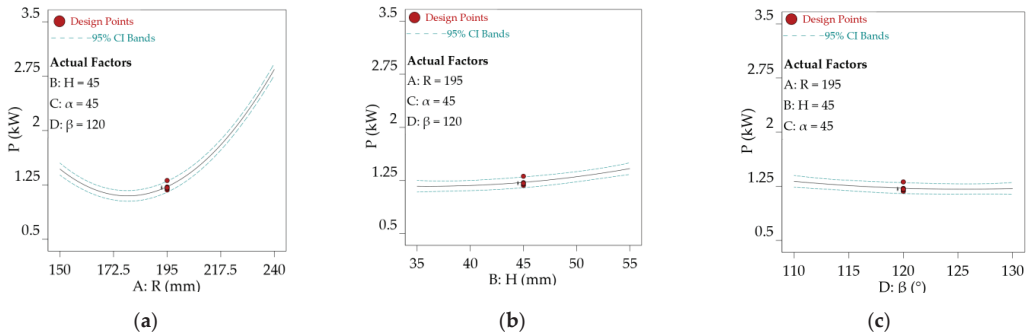 3.5
Design Points
95% CI Bands
Actual Factors
B: H = 45
C: α = 45
D: β = 120
2.75
2
1.25
0.5
P (kW)
150 172.5 195 217.5 240
A: R (mm)
(a)
3.5
Design Points
95% CI Bands
Actual Factors
A: R = 195
C: α = 45
D: β = 120
2.75
2
1.25
0.5
P (kW)
35 40 45 50 55
B: H (mm)
(b)
3.5
Design Points
95% CI Bands
Actual Factors
A: R = 195
B: H = 45
C: α = 45
2.75
2
1.25
0.5
P (kW)
110 115 120 125 130
D: β (°)
(c)